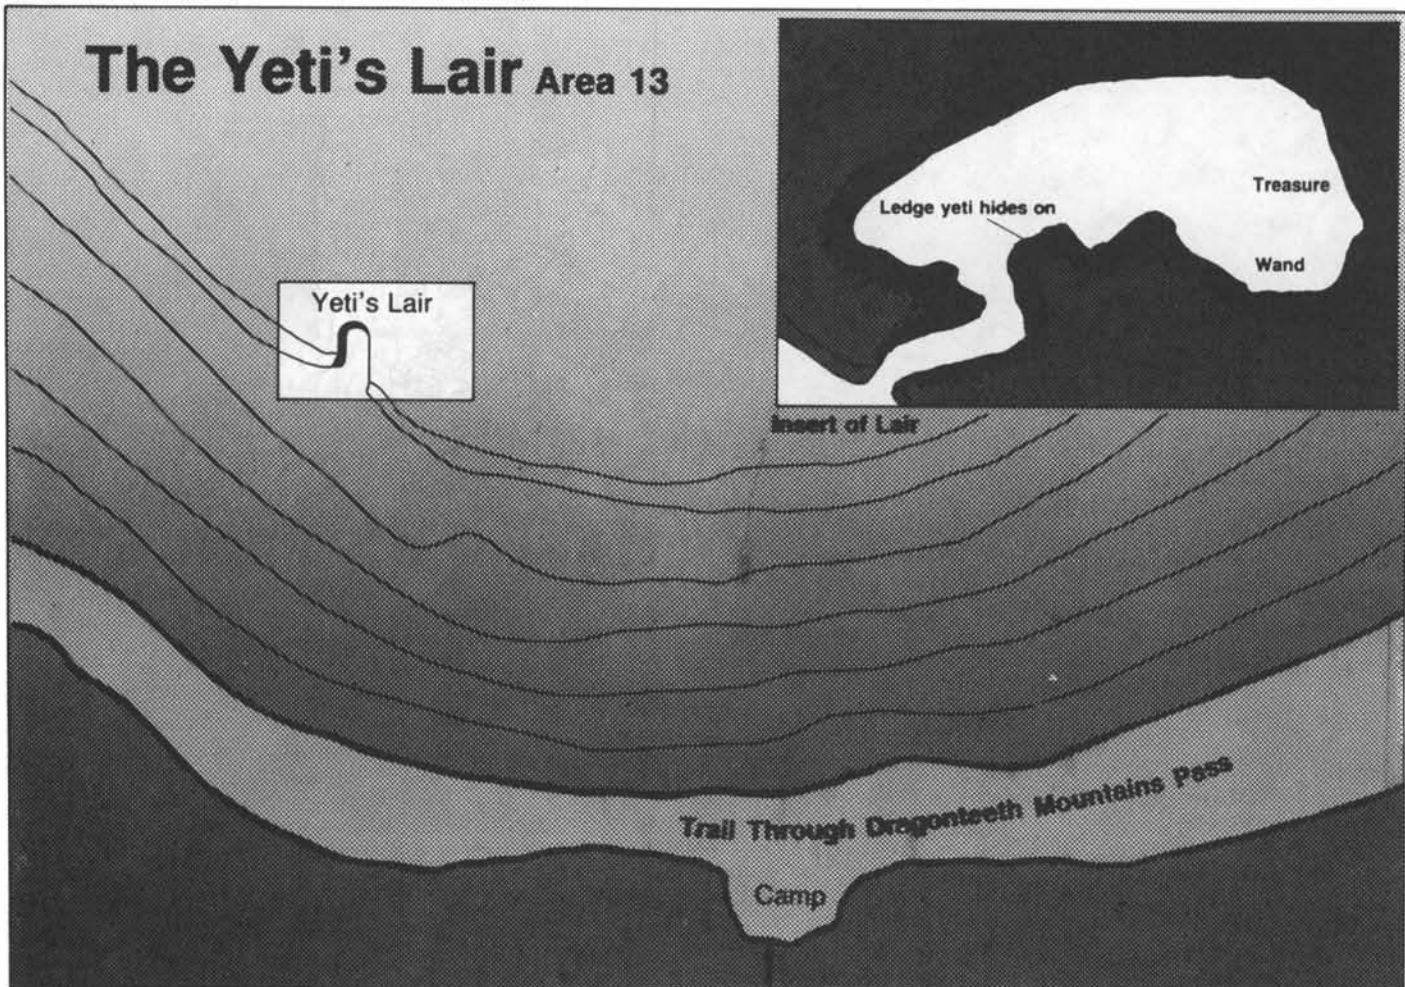 The Yeti's Lair Area 13
Treasure
Ledge yeti hides on
Wand
Yeti's Lair
Insert of Lair
Trail Through Dragonteeth Mountains Pass
Camp